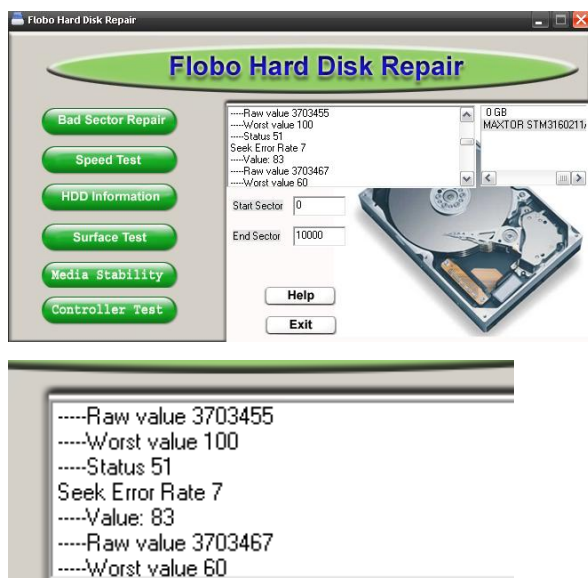 Flobo Hard Disk Repair
Flobo Hard Disk Repair
Bad Sector Repair
Speed Test
HDD Information
Surface Test
Media Stability
Controller Test
-----Raw value 3703455
-----Worst value 100
-----Status 51
Seek Error Rate 7
-----Value: 83
-----Raw value 3703467
-----Worst value 60
0 GB
MAXTOR STM3160211
Start Sector 0
End Sector 10000
Help
Exit
-----Raw value 3703455
-----Worst value 100
-----Status 51
Seek Error Rate 7
-----Value: 83
-----Raw value 3703467
-----Worst value 60